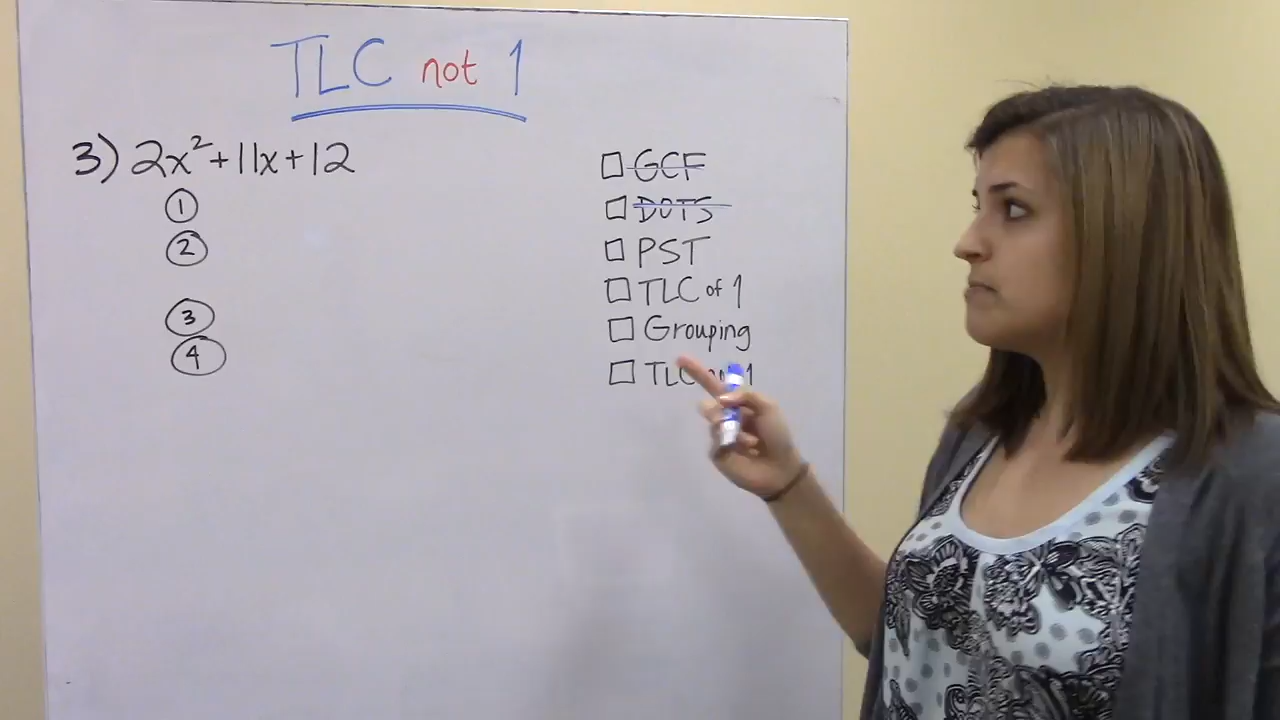 TLC not 1
3) 2x²+11x+12
①
②
③
④
GCF
DOTS
PST
TLC of 1
Grouping
TLC 1